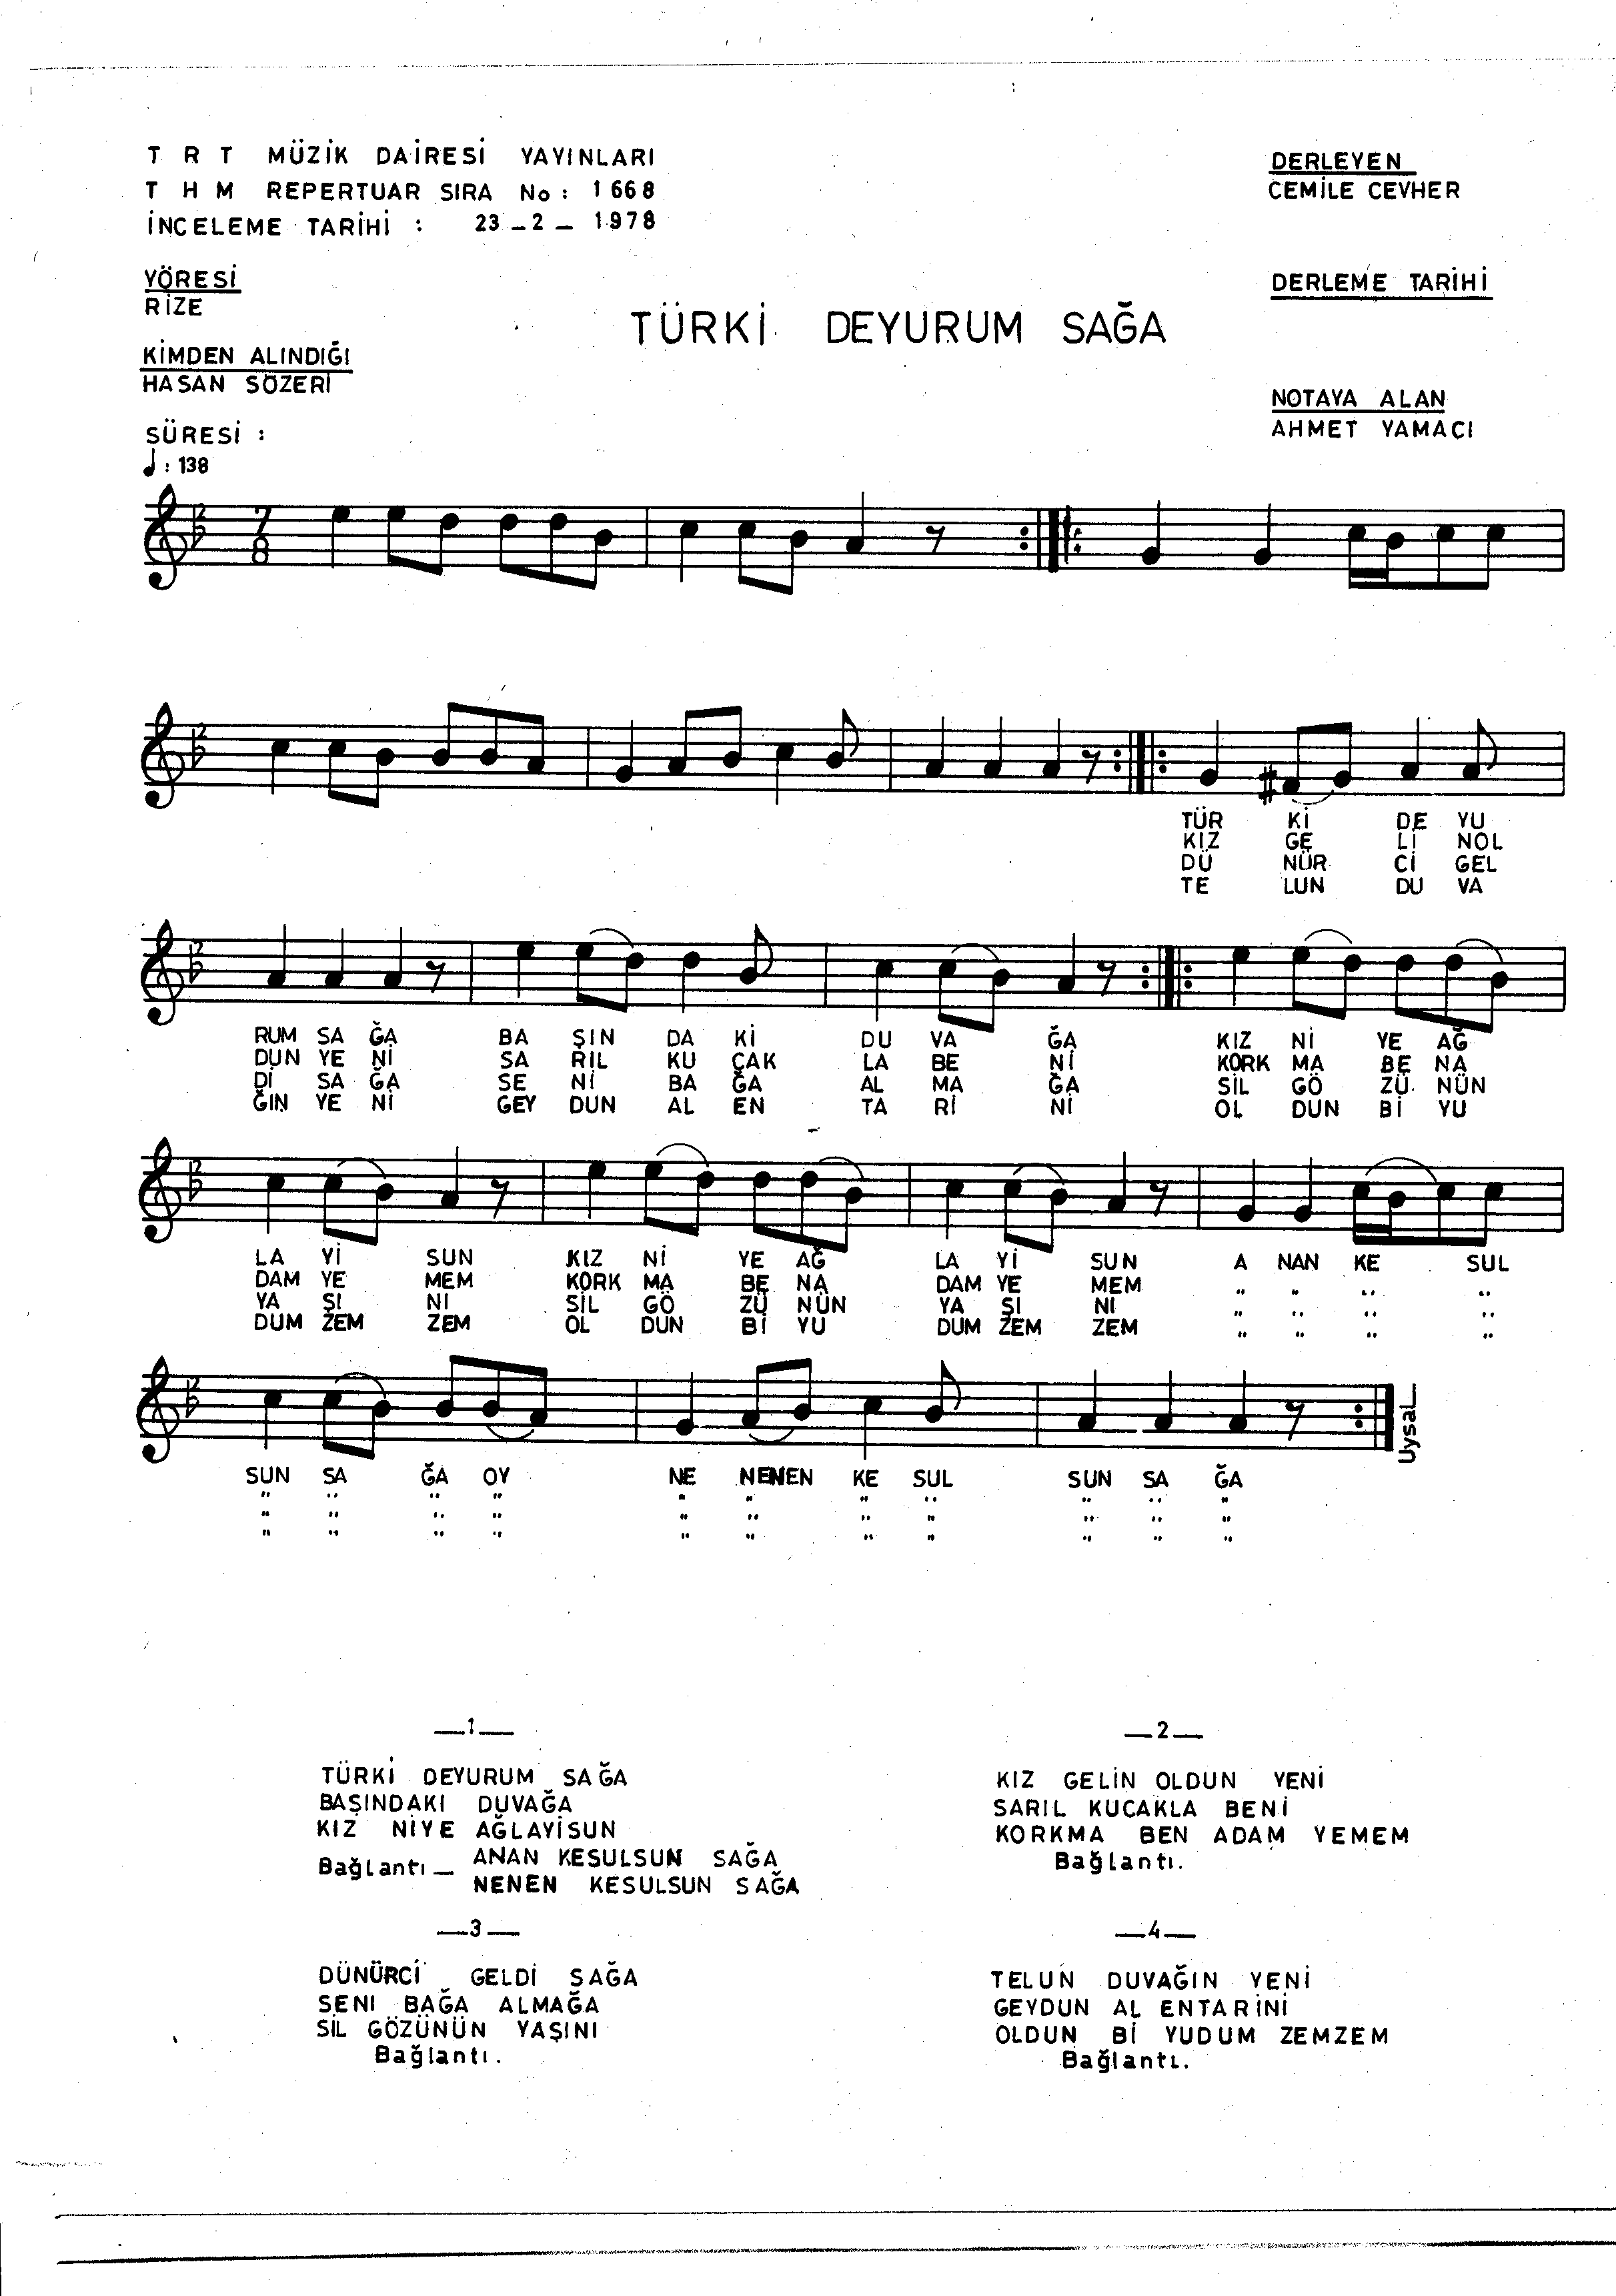 T R T MÜZİK DAİRESİ YAYINLARI
T H M REPERTUAR SIRA No : 1668
İNCELEME TARİHİ : 23 _ 2 _ 1978
DERLEYEN
CEMİLE CEVHER
YÖRESİ
RİZE
DERLEME TARİHİ
TÜRKİ DEYURUM SAĞA
KİMDEN ALINDIĞI
HASAN SÖZERİ
NOTAYA ALAN
AHMET YAMACI
SÜRESİ :
♩ : 138
7
8
TÜR Kİ DE YU
KIZ GE Lİ NOL
DÜ NÜR Cİ GEL
TE LUN DU VA
RUM SA ĞA BA ŞIN DA Kİ DU VA ĞA KIZ Nİ YE AĞ
DUN YE Nİ SA RIL KU ÇAK LA BE Nİ KORK MA BE NA
Dİ SA ĞA SE Nİ BA ĞA AL MA ĞA SİL GÖ ZÜ NÜN
ĞIN YE Nİ GEY DUN AL EN TA Rİ Nİ OL DUN Bİ YU
LA Yİ SUN KIZ Nİ YE AĞ LA Yİ SUN A NAN KE SUL
DAM YE MEM KORK MA BE NA DAM YE MEM " " " "
YA ŞI NI SİL GÖ ZÜ NÜN YA ŞI NI " " " "
DUM ZEM ZEM OL DUN Bİ YU DUM ZEM ZEM " " " "
Uysal
SUN SA ĞA OY NE NENEN KE SUL SUN SA ĞA
" " " " " " " " " " "
" " " " " " " " " " "
" " " " " " " " " " "
—1—
TÜRKİ DEYURUM SAĞA
BAŞINDAKI DUVAĞA
KIZ NİYE AĞLAYİSUN
Bağlantı — ANAN KESULSUN SAĞA
NENEN KESULSUN SAĞA
—2—
KIZ GELİN OLDUN YENİ
SARIL KUCAKLA BENİ
KORKMA BEN ADAM YEMEM
Bağlantı.
—3—
DÜNÜRCİ GELDİ SAĞA
SENI BAĞA ALMAĞA
SİL GÖZÜNÜN YAŞINI
Bağlantı.
—4—
TELUN DUVAĞIN YENİ
GEYDUN AL ENTARİNİ
OLDUN Bİ YUDUM ZEMZEM
Bağlantı.